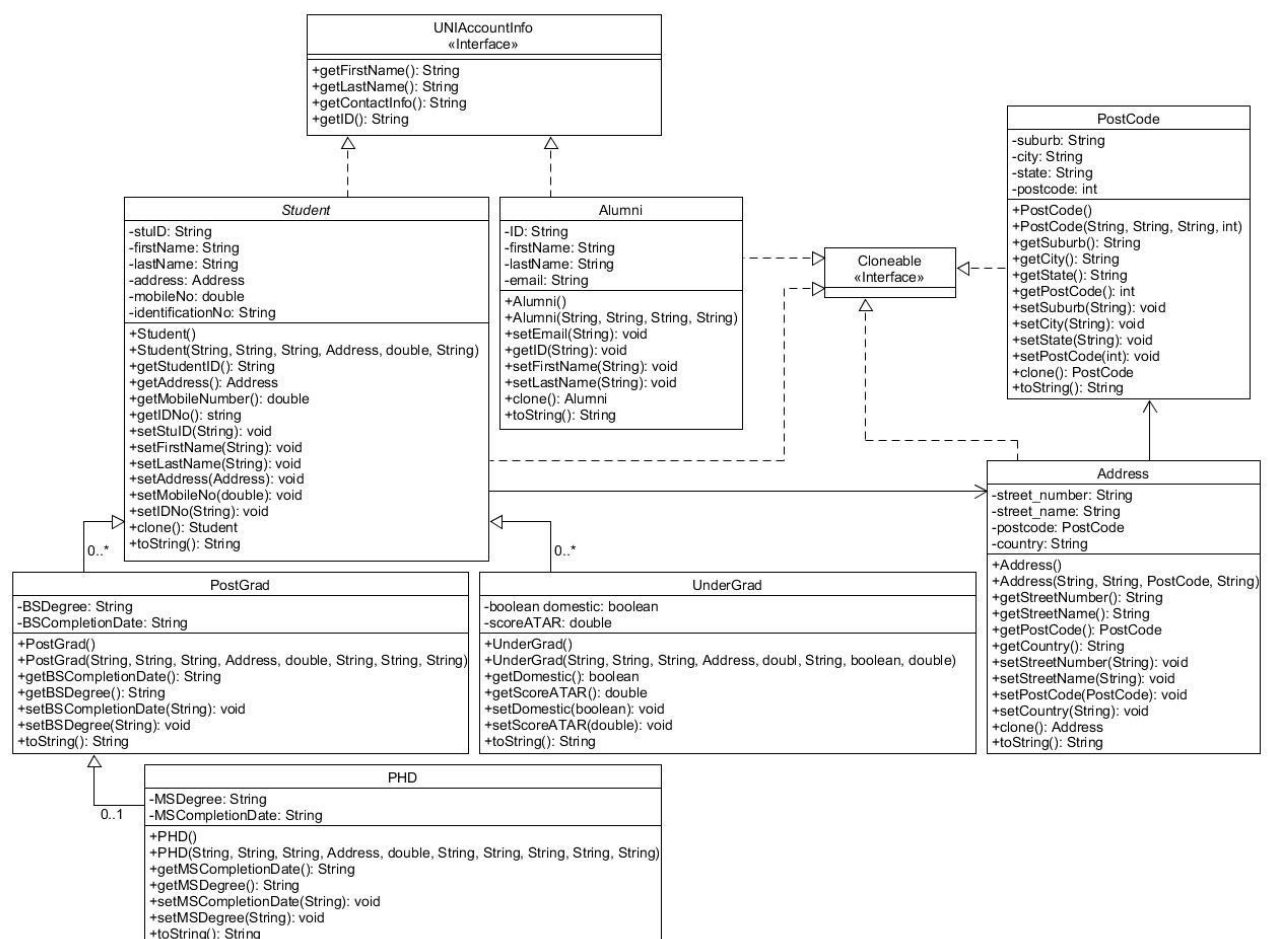 UNIAccountInfo
«Interface»
+getFirstName(): String
+getLastName(): String
+getContactInfo(): String
+getID(): String
PostCode
-suburb: String
-city: String
-state: String
-postcode: int
+PostCode()
+PostCode(String, String, String, int)
+getSuburb(): String
+getCity(): String
+getState(): String
+getPostCode(): int
+setSuburb(String): void
+setCity(String): void
+setState(String): void
+setPostCode(int): void
+clone(): PostCode
+toString(): String
Student
-stuID: String
-firstName: String
-lastName: String
-address: Address
-mobileNo: double
-identificationNo: String
+Student()
+Student(String, String, String, Address, double, String)
+getStudentID(): String
+getAddress(): Address
+getMobileNumber(): double
+getIDNo(): string
+setStuID(String): void
+setFirstName(String): void
+setLastName(String): void
+setAddress(Address): void
+setMobileNo(double): void
+setIDNo(String): void
+clone(): Student
+toString(): String
Alumni
-ID: String
-firstName: String
-lastName: String
-email: String
+Alumni()
+Alumni(String, String, String, String)
+setEmail(String): void
+getID(String): void
+setFirstName(String): void
+setLastName(String): void
+clone(): Alumni
+toString(): String
Cloneable
«Interface»
Address
-street_number: String
-street_name: String
-postcode: PostCode
-country: String
+Address()
+Address(String, String, PostCode, String)
+getStreetNumber(): String
+getStreetName(): String
+getPostCode(): PostCode
+getCountry(): String
+setStreetNumber(String): void
+setStreetName(String): void
+setPostCode(PostCode): void
+setCountry(String): void
+clone(): Address
+toString(): String
0..*
0..*
PostGrad
-BSDegree: String
-BSCompletionDate: String
+PostGrad()
+PostGrad(String, String, String, Address, double, String, String, String)
+getBSCompletionDate(): String
+getBSDegree(): String
+setBSCompletionDate(String): void
+setBSDegree(String): void
+toString(): String
UnderGrad
-boolean domestic: boolean
-scoreATAR: double
+UnderGrad()
+UnderGrad(String, String, String, Address, doubl, String, boolean, double)
+getDomestic(): boolean
+getScoreATAR(): double
+setDomestic(boolean): void
+setScoreATAR(double): void
+toString(): String
0..1
PHD
-MSDegree: String
-MSCompletionDate: String
+PHD()
+PHD(String, String, String, Address, double, String, String, String, String, String)
+getMSCompletionDate(): String
+getMSDegree(): String
+setMSCompletionDate(String): void
+setMSDegree(String): void
+toString(): String